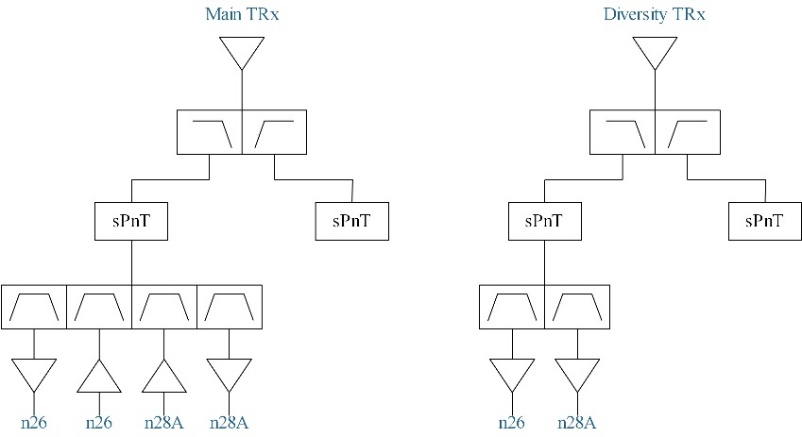 Main TRx
Diversity TRx
sPnT
sPnT
sPnT
sPnT
n26
n26
n28A
n28A
n26
n28A